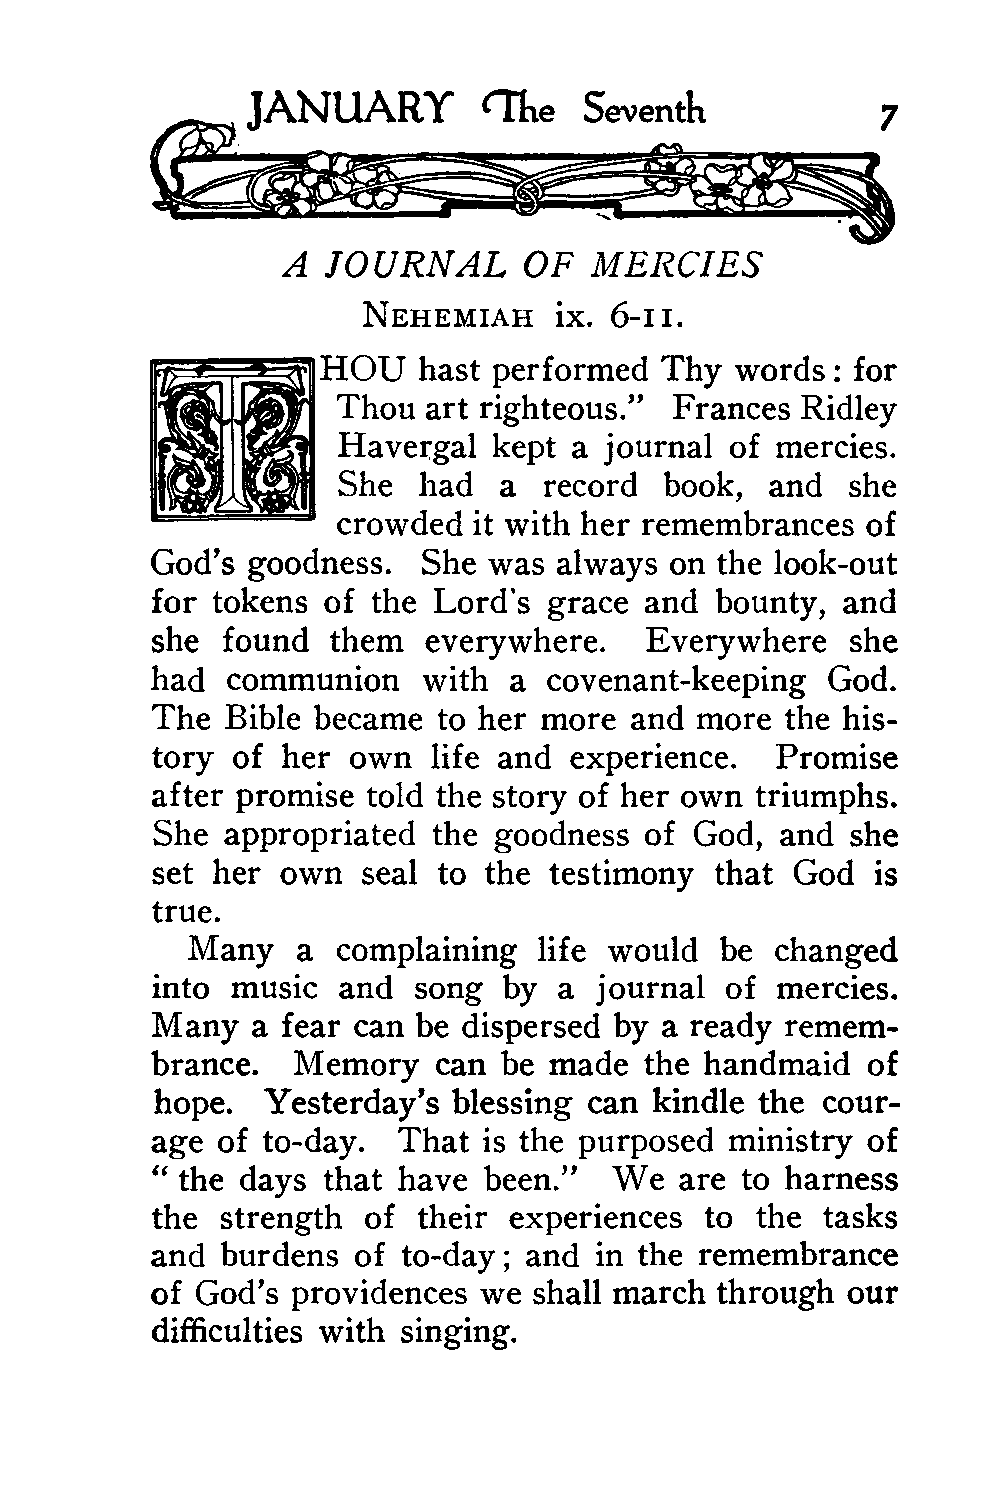 JANUARY The Seventh 7
A JOURNAL OF MERCIES
NEHEMIAH ix. 6-11.
THOU hast performed Thy words: for
Thou art righteous.” Frances Ridley
Havergal kept a journal of mercies.
She had a record book, and she
crowded it with her remembrances of
God's goodness. She was always on the look-out
for tokens of the Lord's grace and bounty, and
she found them everywhere. Everywhere she
had communion with a covenant-keeping God.
The Bible became to her more and more the his-
tory of her own life and experience. Promise
after promise told the story of her own triumphs.
She appropriated the goodness of God, and she
set her own seal to the testimony that God is
true.
Many a complaining life would be changed
into music and song by a journal of mercies.
Many a fear can be dispersed by a ready remem-
brance. Memory can be made the handmaid of
hope. Yesterday's blessing can kindle the cour-
age of to-day. That is the purposed ministry of
“ the days that have been.” We are to harness
the strength of their experiences to the tasks
and burdens of to-day; and in the remembrance
of God's providences we shall march through our
difficulties with singing.